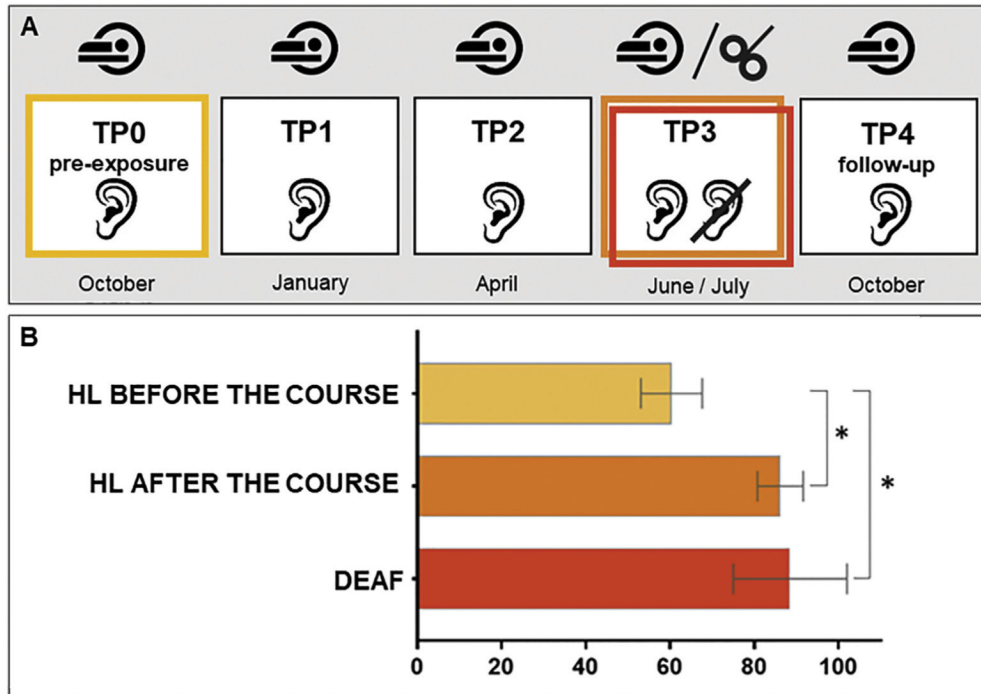 A
TP0
pre-exposure
TP1
TP2
TP3
TP4
follow-up
October
January
April
June / July
October
B
HL BEFORE THE COURSE
HL AFTER THE COURSE
DEAF
*
*
0 20 40 60 80 100